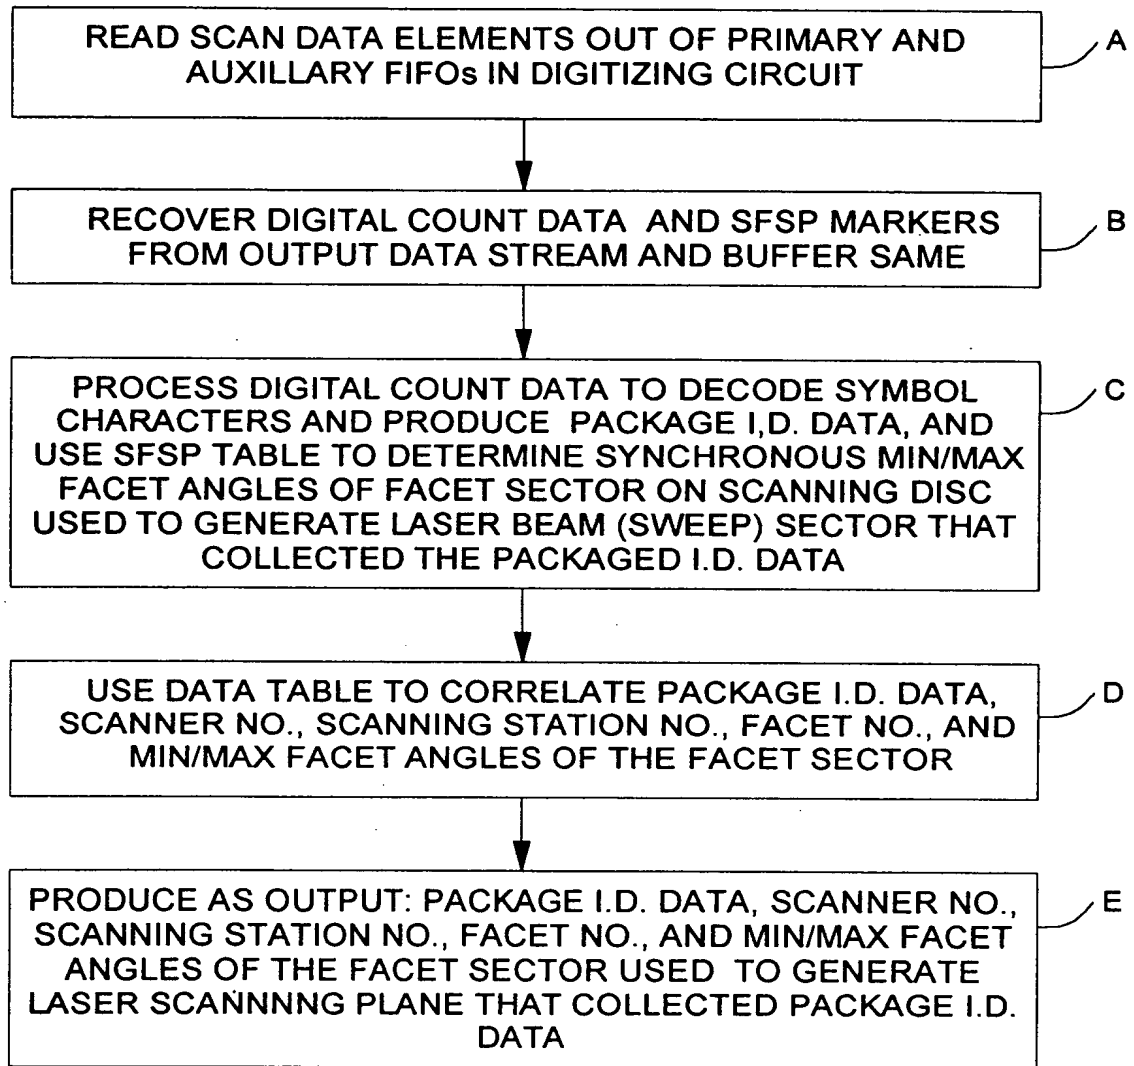 READ SCAN DATA ELEMENTS OUT OF PRIMARY AND
AUXILLARY FIFOs IN DIGITIZING CIRCUIT
A
RECOVER DIGITAL COUNT DATA AND SFSP MARKERS
FROM OUTPUT DATA STREAM AND BUFFER SAME
B
PROCESS DIGITAL COUNT DATA TO DECODE SYMBOL
CHARACTERS AND PRODUCE PACKAGE I,D. DATA, AND
USE SFSP TABLE TO DETERMINE SYNCHRONOUS MIN/MAX
FACET ANGLES OF FACET SECTOR ON SCANNING DISC
USED TO GENERATE LASER BEAM (SWEEP) SECTOR THAT
COLLECTED THE PACKAGED I.D. DATA
C
USE DATA TABLE TO CORRELATE PACKAGE I.D. DATA,
SCANNER NO., SCANNING STATION NO., FACET NO., AND
MIN/MAX FACET ANGLES OF THE FACET SECTOR
D
PRODUCE AS OUTPUT: PACKAGE I.D. DATA, SCANNER NO.,
SCANNING STATION NO., FACET NO., AND MIN/MAX FACET
ANGLES OF THE FACET SECTOR USED TO GENERATE
LASER SCANNNNG PLANE THAT COLLECTED PACKAGE I.D.
DATA
E